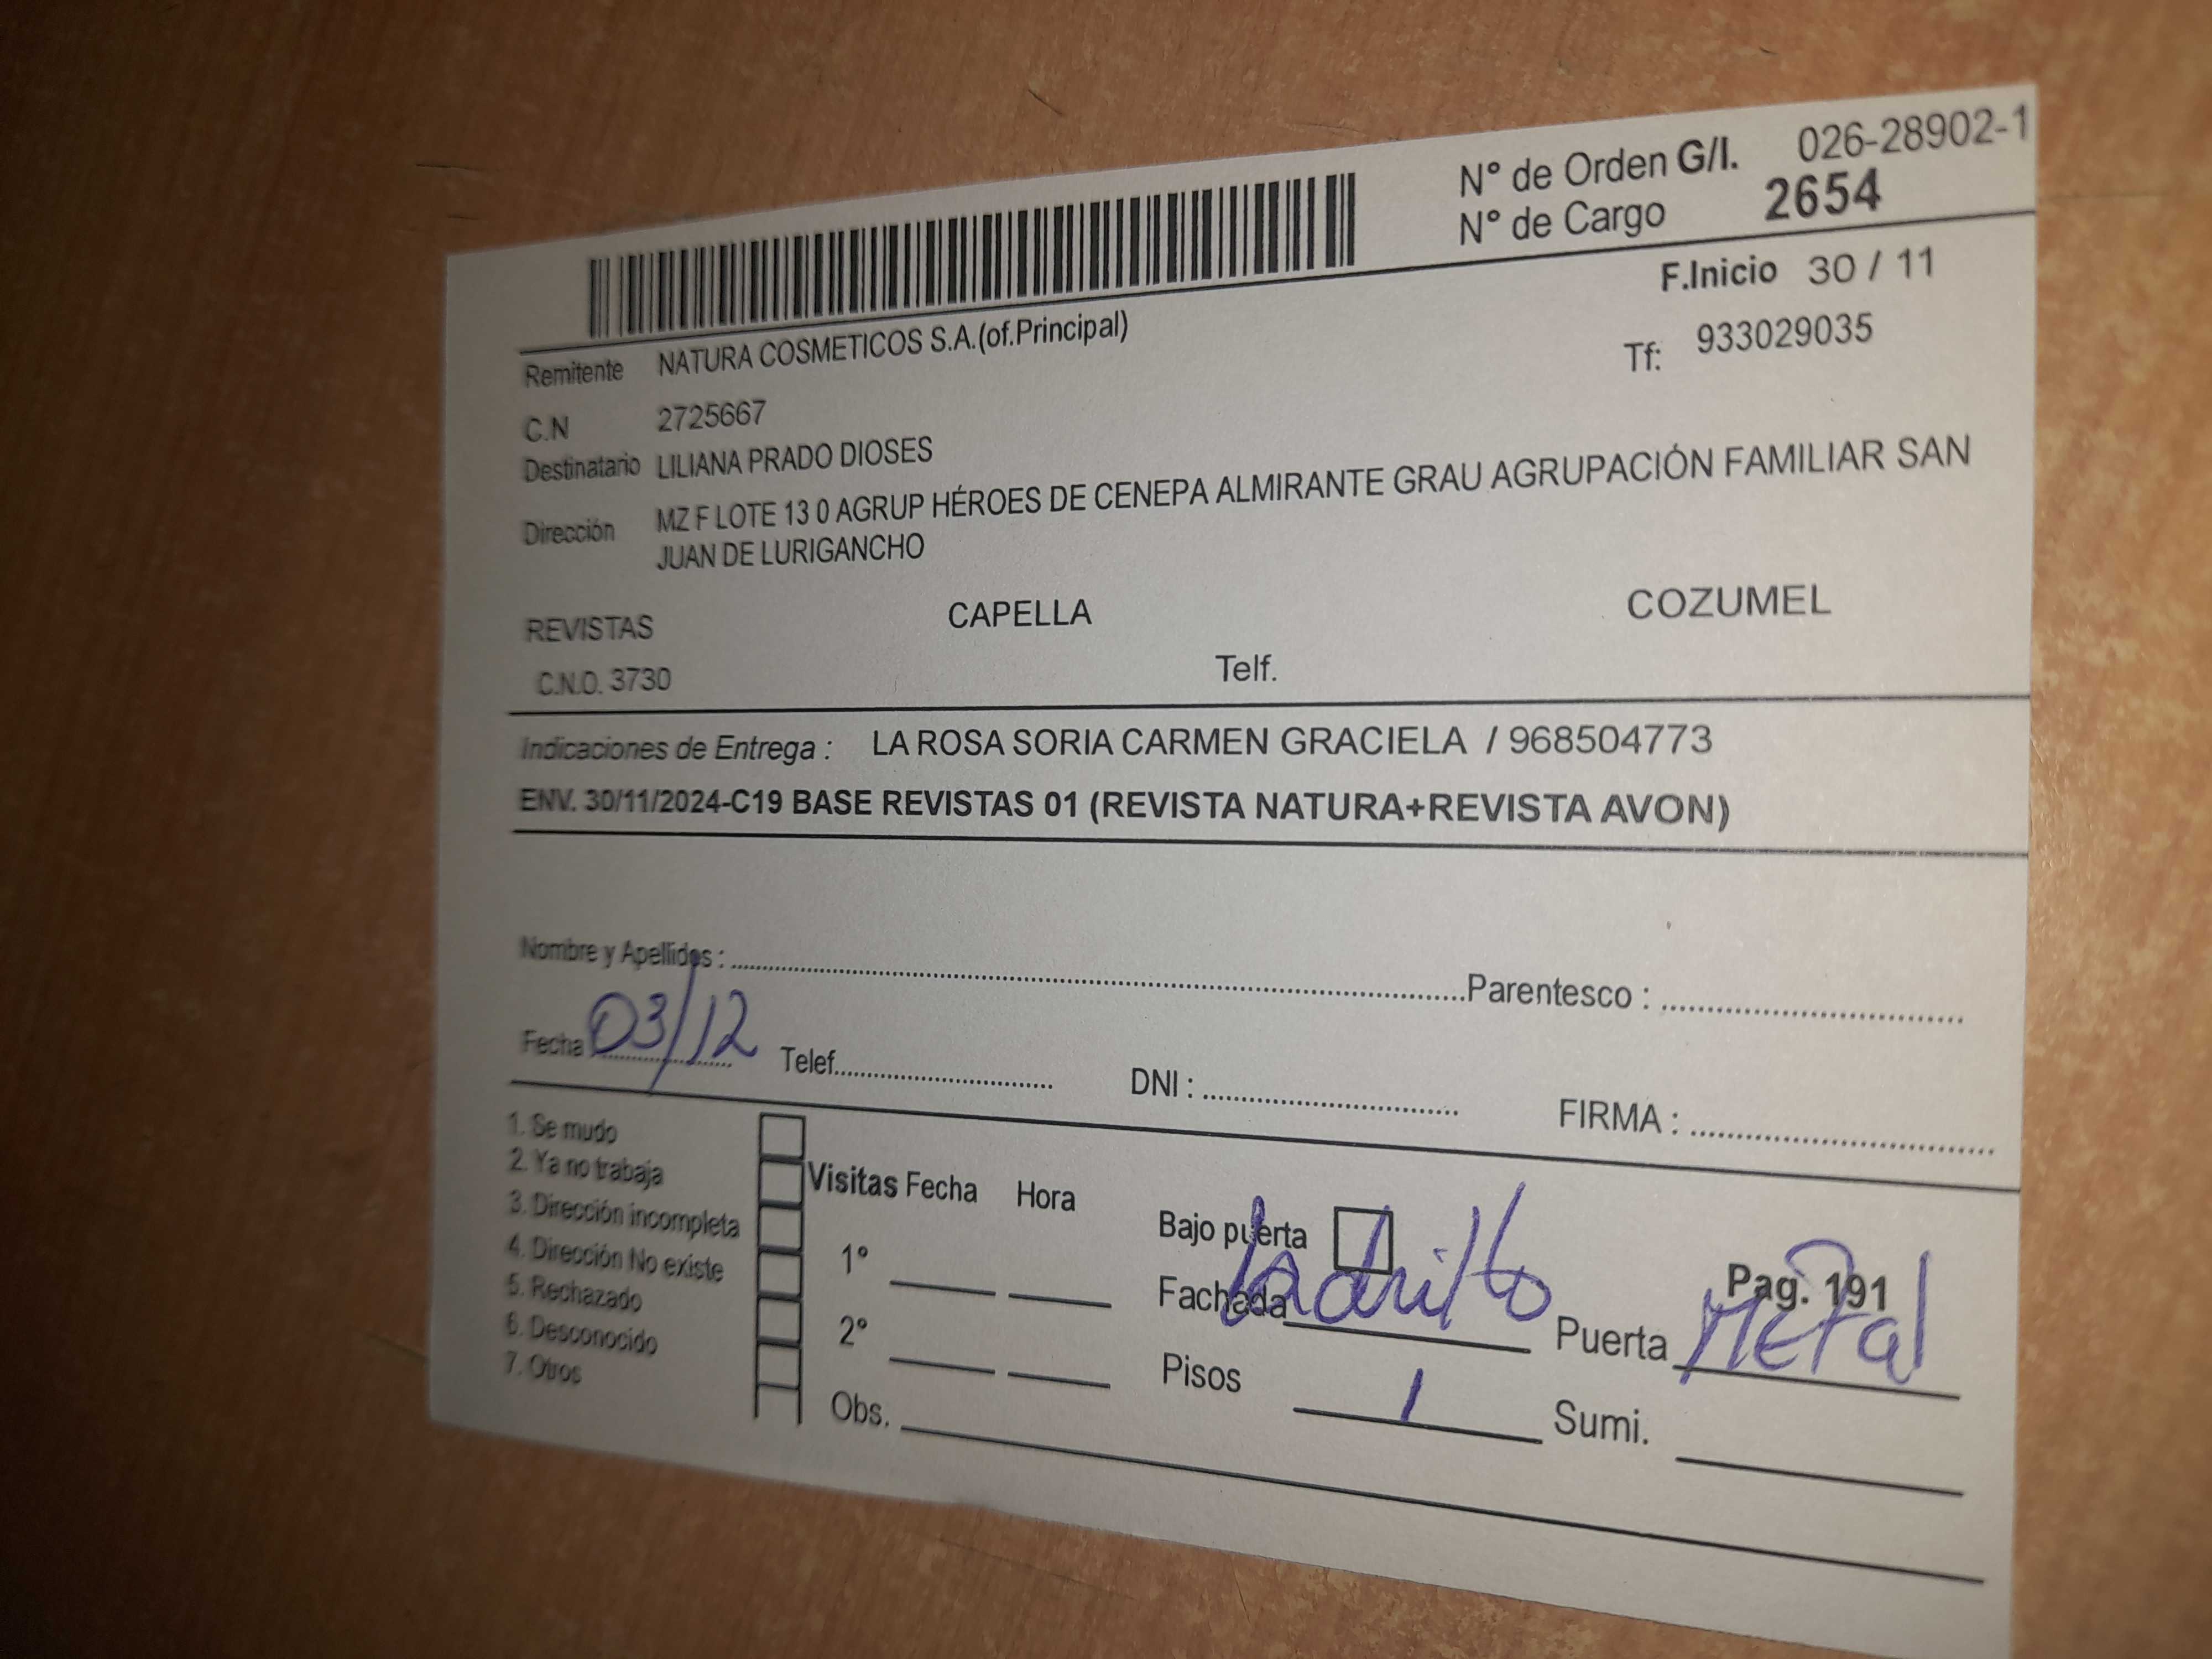 N° de Orden G/I. 026-28902-1
N° de Cargo 2654
F.Inicio 30 / 11
Remitente NATURA COSMETICOS S.A.(of.Principal)
Tf: 933029035
C.N 2725667
Destinatario LILIANA PRADO DIOSES
Dirección MZ F LOTE 13 0 AGRUP HÉROES DE CENEPA ALMIRANTE GRAU AGRUPACIÓN FAMILIAR SAN
JUAN DE LURIGANCHO
REVISTAS CAPELLA COZUMEL
C.N.O. 3730 Telf.
Indicaciones de Entrega : LA ROSA SORIA CARMEN GRACIELA / 968504773
ENV. 30/11/2024-C19 BASE REVISTAS 01 (REVISTA NATURA+REVISTA AVON)
Nombre y Apellidos : Parentesco :
Fecha 03/12 Telef. DNI : FIRMA :
1. Se mudo
2. Ya no trabaja
3. Dirección incompleta
4. Dirección No existe
5. Rechazado
6. Desconocido
7. Otros
Visitas Fecha Hora
1°
2°
Obs.
Bajo puerta
Fachada Ladrillo
Pisos 1
Pag. 191
Puerta Metal
Sumi.